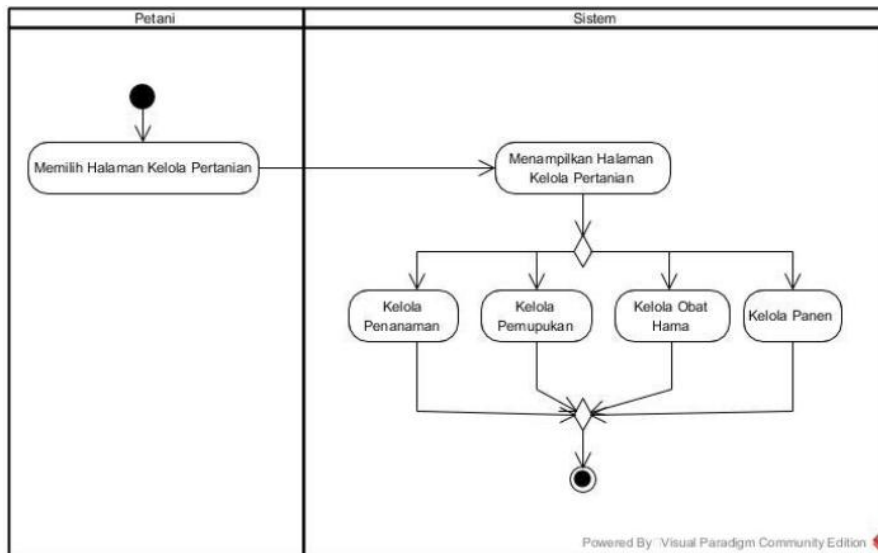 Petani
Sistem
Memilih Halaman Kelola Pertanian
Menampilkan Halaman
Kelola Pertanian
Kelola
Penanaman
Kelola
Pemupukan
Kelola Obat
Hama
Kelola Panen
Powered By Visual Paradigm Community Edition